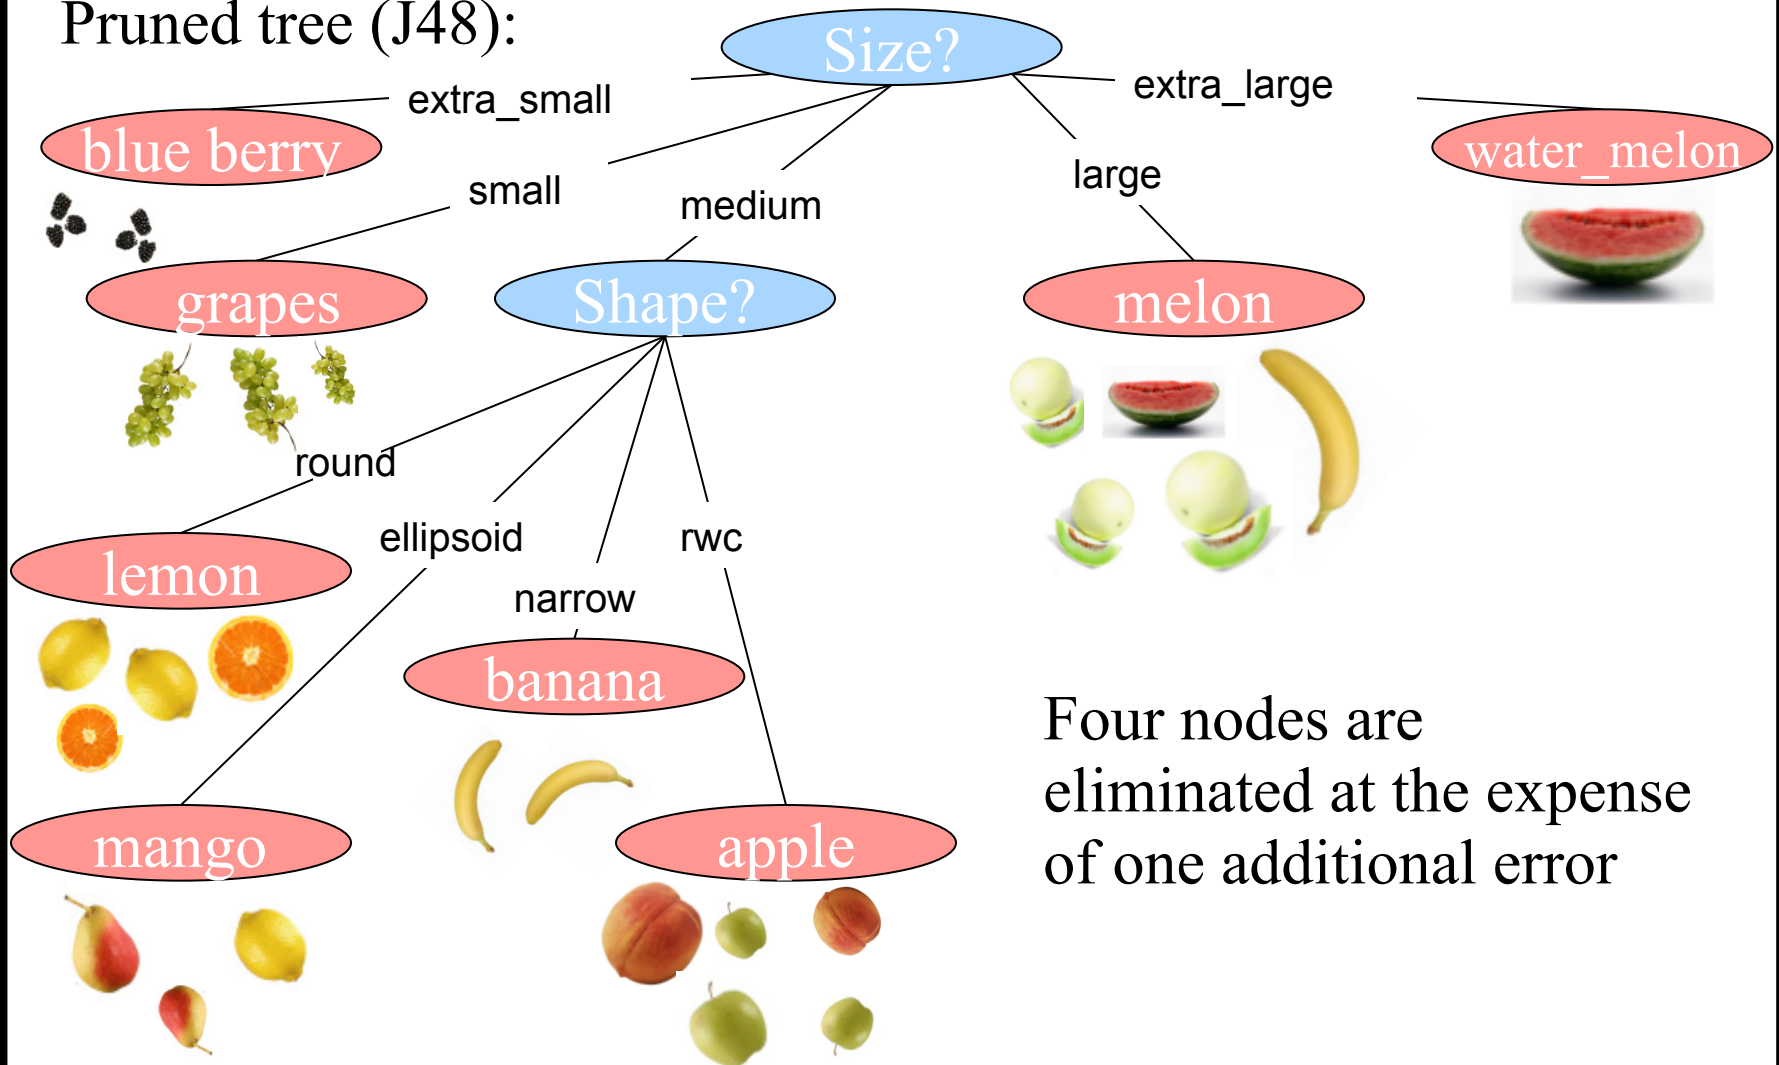 Pruned tree (J48):
Size?
extra_small
extra_large
blue berry
water_melon
small
medium
large
grapes
Shape?
melon
round
ellipsoid
rwc
lemon
narrow
banana
Four nodes are
eliminated at the expense
of one additional error
mango
apple